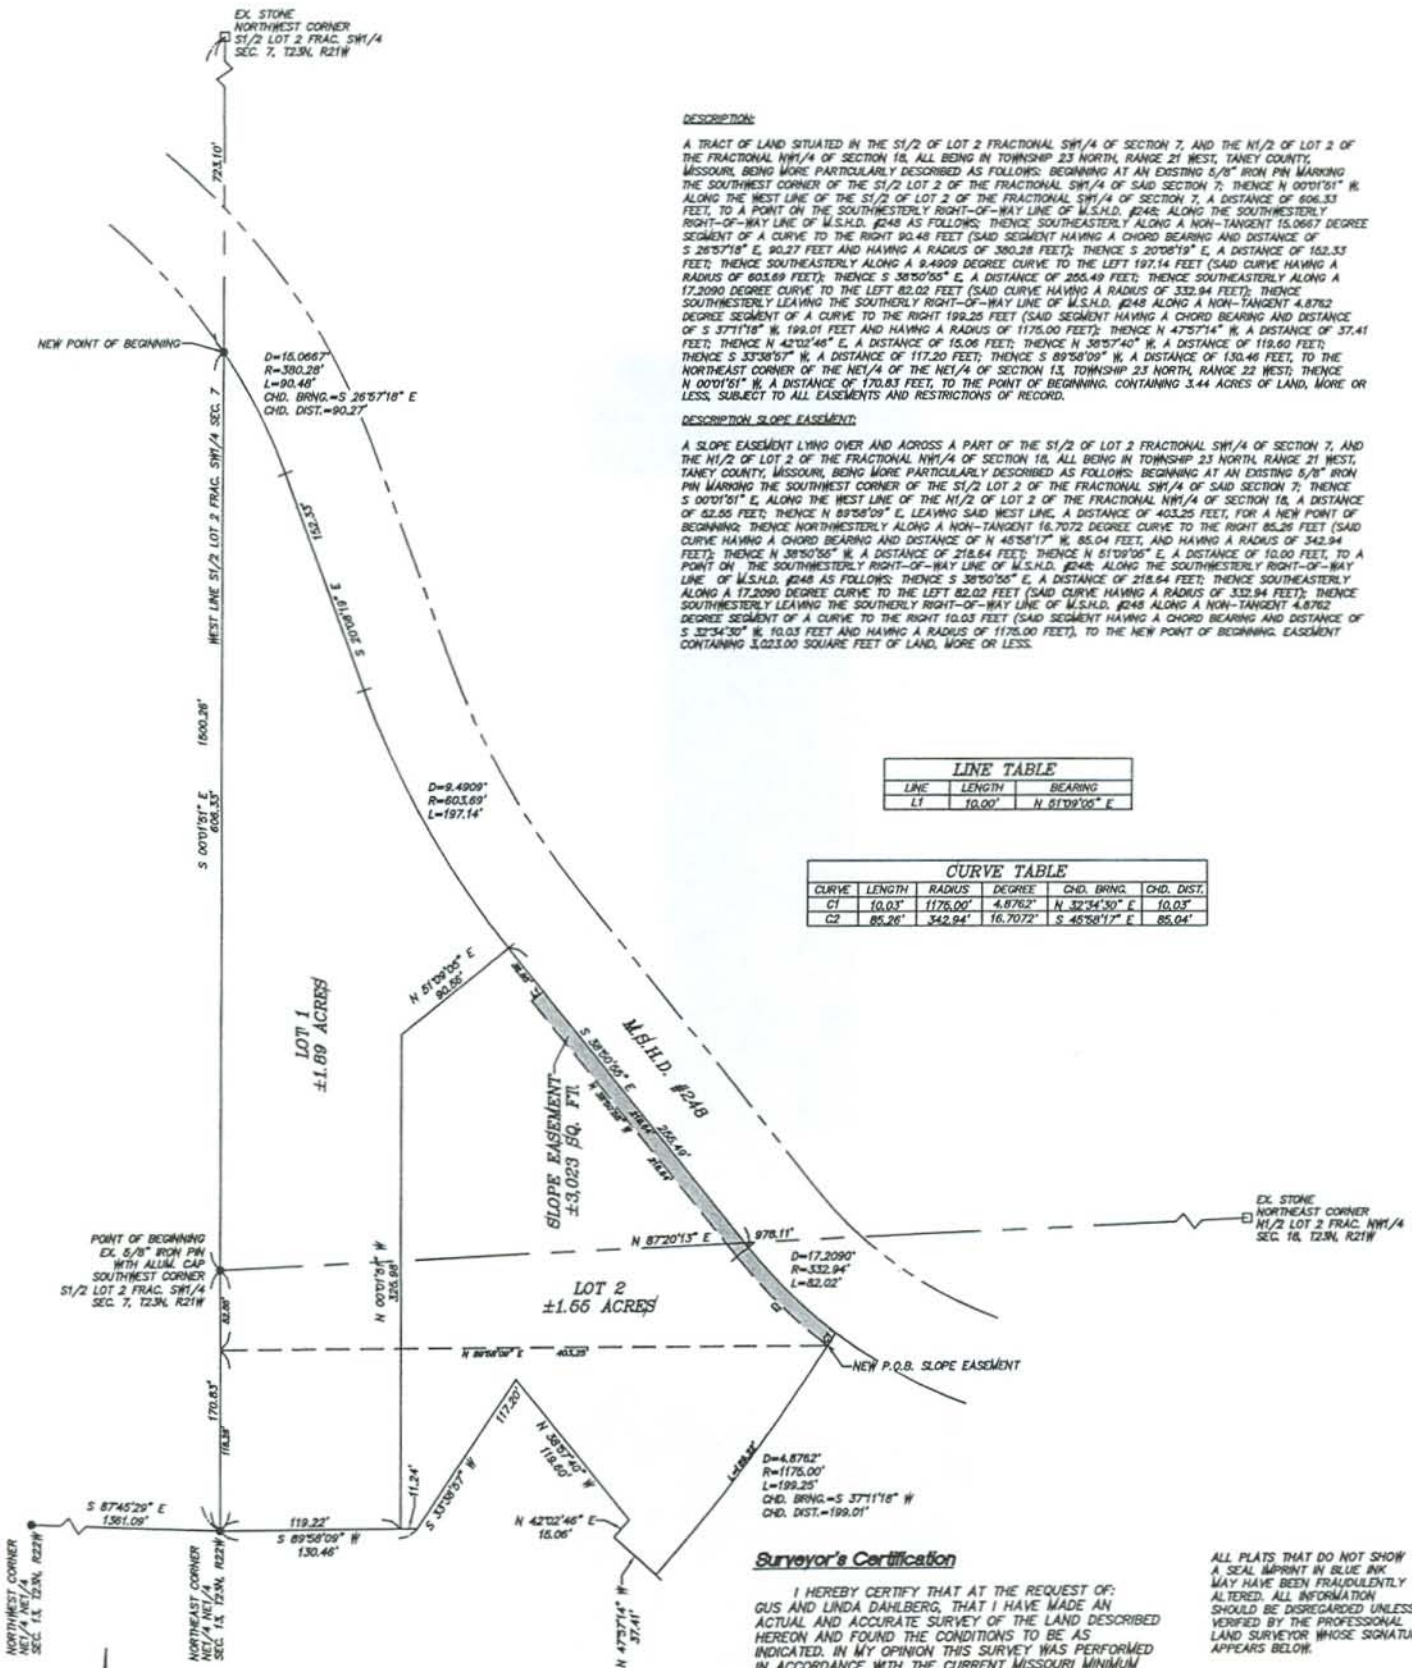 EX. STONE
NORTHWEST CORNER
S1/2 LOT 2 FRAC. SW1/4
SEC. 7, T23N, R21W
723.10'
DESCRIPTION:
A TRACT OF LAND SITUATED IN THE S1/2 OF LOT 2 FRACTIONAL SW1/4 OF SECTION 7, AND THE N1/2 OF LOT 2 OF
THE FRACTIONAL NW1/4 OF SECTION 18, ALL BEING IN TOWNSHIP 23 NORTH, RANGE 21 WEST, TANEY COUNTY,
MISSOURI, BEING MORE PARTICULARLY DESCRIBED AS FOLLOWS: BEGINNING AT AN EXISTING 5/8" IRON PIN MARKING
THE SOUTHWEST CORNER OF THE S1/2 LOT 2 OF THE FRACTIONAL SW1/4 OF SAID SECTION 7; THENCE N 00°01'51" W,
ALONG THE WEST LINE OF THE S1/2 OF LOT 2 OF THE FRACTIONAL SW1/4 OF SECTION 7, A DISTANCE OF 606.33
FEET, TO A POINT ON THE SOUTHWESTERLY RIGHT-OF-WAY LINE OF M.S.H.D. #248; ALONG THE SOUTHWESTERLY
RIGHT-OF-WAY LINE OF M.S.H.D. #248 AS FOLLOWS; THENCE SOUTHEASTERLY ALONG A NON-TANGENT 15.0667 DEGREE
SEGMENT OF A CURVE TO THE RIGHT 90.48 FEET (SAID SEGMENT HAVING A CHORD BEARING AND DISTANCE OF
S 26°57'18" E, 90.27 FEET AND HAVING A RADIUS OF 380.28 FEET); THENCE S 20°08'19" E, A DISTANCE OF 152.33
FEET; THENCE SOUTHEASTERLY ALONG A 9.4909 DEGREE CURVE TO THE LEFT 197.14 FEET (SAID CURVE HAVING A
RADIUS OF 603.69 FEET); THENCE S 38°50'55" E, A DISTANCE OF 255.49 FEET; THENCE SOUTHEASTERLY ALONG A
17.2090 DEGREE CURVE TO THE LEFT 82.02 FEET (SAID CURVE HAVING A RADIUS OF 332.94 FEET); THENCE
SOUTHWESTERLY LEAVING THE SOUTHERLY RIGHT-OF-WAY LINE OF M.S.H.D. #248 ALONG A NON-TANGENT 4.8762
DEGREE SEGMENT OF A CURVE TO THE RIGHT 199.25 FEET (SAID SEGMENT HAVING A CHORD BEARING AND DISTANCE
OF S 37°11'18" W, 199.01 FEET AND HAVING A RADIUS OF 1175.00 FEET); THENCE N 47°57'14" W, A DISTANCE OF 37.41
FEET; THENCE N 42°02'46" E, A DISTANCE OF 15.06 FEET; THENCE N 38°57'40" W, A DISTANCE OF 119.60 FEET;
THENCE S 33°38'57" W, A DISTANCE OF 117.20 FEET; THENCE S 89°58'09" W, A DISTANCE OF 130.46 FEET, TO THE
NORTHEAST CORNER OF THE NE1/4 OF THE NE1/4 OF SECTION 13, TOWNSHIP 23 NORTH, RANGE 22 WEST; THENCE
N 00°01'51" W, A DISTANCE OF 170.83 FEET, TO THE POINT OF BEGINNING. CONTAINING 3.44 ACRES OF LAND, MORE OR
LESS, SUBJECT TO ALL EASEMENTS AND RESTRICTIONS OF RECORD.
DESCRIPTION SLOPE EASEMENT:
A SLOPE EASEMENT LYING OVER AND ACROSS A PART OF THE S1/2 OF LOT 2 FRACTIONAL SW1/4 OF SECTION 7, AND
THE N1/2 OF LOT 2 OF THE FRACTIONAL NW1/4 OF SECTION 18, ALL BEING IN TOWNSHIP 23 NORTH, RANGE 21 WEST,
TANEY COUNTY, MISSOURI, BEING MORE PARTICULARLY DESCRIBED AS FOLLOWS: BEGINNING AT AN EXISTING 5/8" IRON
PIN MARKING THE SOUTHWEST CORNER OF THE S1/2 LOT 2 OF THE FRACTIONAL SW1/4 OF SAID SECTION 7; THENCE
S 00°01'51" E, ALONG THE WEST LINE OF THE N1/2 OF LOT 2 OF THE FRACTIONAL NW1/4 OF SECTION 18, A DISTANCE
OF 52.55 FEET; THENCE N 89°58'09" E, LEAVING SAID WEST LINE, A DISTANCE OF 403.25 FEET, FOR A NEW POINT OF
BEGINNING; THENCE NORTHWESTERLY ALONG A NON-TANGENT 16.7072 DEGREE CURVE TO THE RIGHT 85.26 FEET (SAID
CURVE HAVING A CHORD BEARING AND DISTANCE OF N 45°58'17" W, 85.04 FEET, AND HAVING A RADIUS OF 342.94
FEET); THENCE N 38°50'55" W, A DISTANCE OF 218.64 FEET; THENCE N 51°09'05" E, A DISTANCE OF 10.00 FEET, TO A
POINT ON THE SOUTHWESTERLY RIGHT-OF-WAY LINE OF M.S.H.D. #248; ALONG THE SOUTHWESTERLY RIGHT-OF-WAY
LINE OF M.S.H.D. #248 AS FOLLOWS: THENCE S 38°50'55" E, A DISTANCE OF 218.64 FEET; THENCE SOUTHEASTERLY
ALONG A 17.2090 DEGREE CURVE TO THE LEFT 82.02 FEET (SAID CURVE HAVING A RADIUS OF 332.94 FEET); THENCE
SOUTHWESTERLY LEAVING THE SOUTHERLY RIGHT-OF-WAY LINE OF M.S.H.D. #248 ALONG A NON-TANGENT 4.8762
DEGREE SEGMENT OF A CURVE TO THE RIGHT 10.03 FEET (SAID SEGMENT HAVING A CHORD BEARING AND DISTANCE OF
S 32°34'30" W, 10.03 FEET AND HAVING A RADIUS OF 1175.00 FEET), TO THE NEW POINT OF BEGINNING. EASEMENT
CONTAINING 3,023.00 SQUARE FEET OF LAND, MORE OR LESS.
NEW POINT OF BEGINNING
D=15.0667°
R=380.28'
L=90.48'
CHD. BRNG.=S 26°57'18" E
CHD. DIST.=90.27'
WEST LINE S1/2 LOT 2 FRAC. SW1/4 SEC. 7
152.33'
S 20°08'19" E
1500.26'
S 00°01'51" E
606.33'
D=9.4909°
R=603.69'
L=197.14'
LINE TABLE
LINE LENGTH BEARING
L1 10.00' N 51°09'05" E
CURVE TABLE
CURVE LENGTH RADIUS DEGREE CHD. BRNG. CHD. DIST.
C1 10.03' 1175.00' 4.8762° N 32°34'30" E 10.03'
C2 85.26' 342.94' 16.7072° S 45°58'17" E 85.04'
N 51°09'05" E
90.55'
L1
LOT 1
±1.89 ACRES
M.S.H.D. #248
S 38°50'55" E
255.49'
218.64'
N 38°50'55" W
218.64'
SLOPE EASEMENT
±3,023 SQ. FT.
EX. STONE
NORTHEAST CORNER
N1/2 LOT 2 FRAC. NW1/4
SEC. 18, T23N, R21W
N 87°20'13" E
978.11'
POINT OF BEGINNING
EX. 5/8" IRON PIN
WITH ALUM. CAP
SOUTHWEST CORNER
S1/2 LOT 2 FRAC. SW1/4
SEC. 7, T23N, R21W
D=17.2090°
R=332.94'
L=82.02'
LOT 2
±1.55 ACRES
N 00°01'51" W
325.98'
52.55'
N 89°58'09" E 403.25'
NEW P.O.B. SLOPE EASEMENT
170.83'
118.28'
117.20'
S 33°38'57" W
N 38°57'40" W
119.60'
D=4.8762°
R=1175.00'
L=199.25'
CHD. BRNG.=S 37°11'18" W
CHD. DIST.=199.01'
11.24'
S 87°45'29" E
1361.09'
119.22'
S 89°58'09" W
130.46'
N 42°02'46" E
15.06'
N 47°57'14" W
37.41'
NORTHWEST CORNER
NE1/4 NE1/4
SEC. 13, T23N, R22W
NORTHEAST CORNER
NE1/4 NE1/4
SEC. 13, T23N, R22W
Surveyor's Certification
I HEREBY CERTIFY THAT AT THE REQUEST OF:
GUS AND LINDA DAHLBERG, THAT I HAVE MADE AN
ACTUAL AND ACCURATE SURVEY OF THE LAND DESCRIBED
HEREON AND FOUND THE CONDITIONS TO BE AS
INDICATED. IN MY OPINION THIS SURVEY WAS PERFORMED
IN ACCORDANCE WITH THE CURRENT MISSOURI MINIMUM
ALL PLATS THAT DO NOT SHOW
A SEAL IMPRINT IN BLUE INK
MAY HAVE BEEN FRAUDULENTLY
ALTERED. ALL INFORMATION
SHOULD BE DISREGARDED UNLESS
VERIFIED BY THE PROFESSIONAL
LAND SURVEYOR WHOSE SIGNATU
APPEARS BELOW.